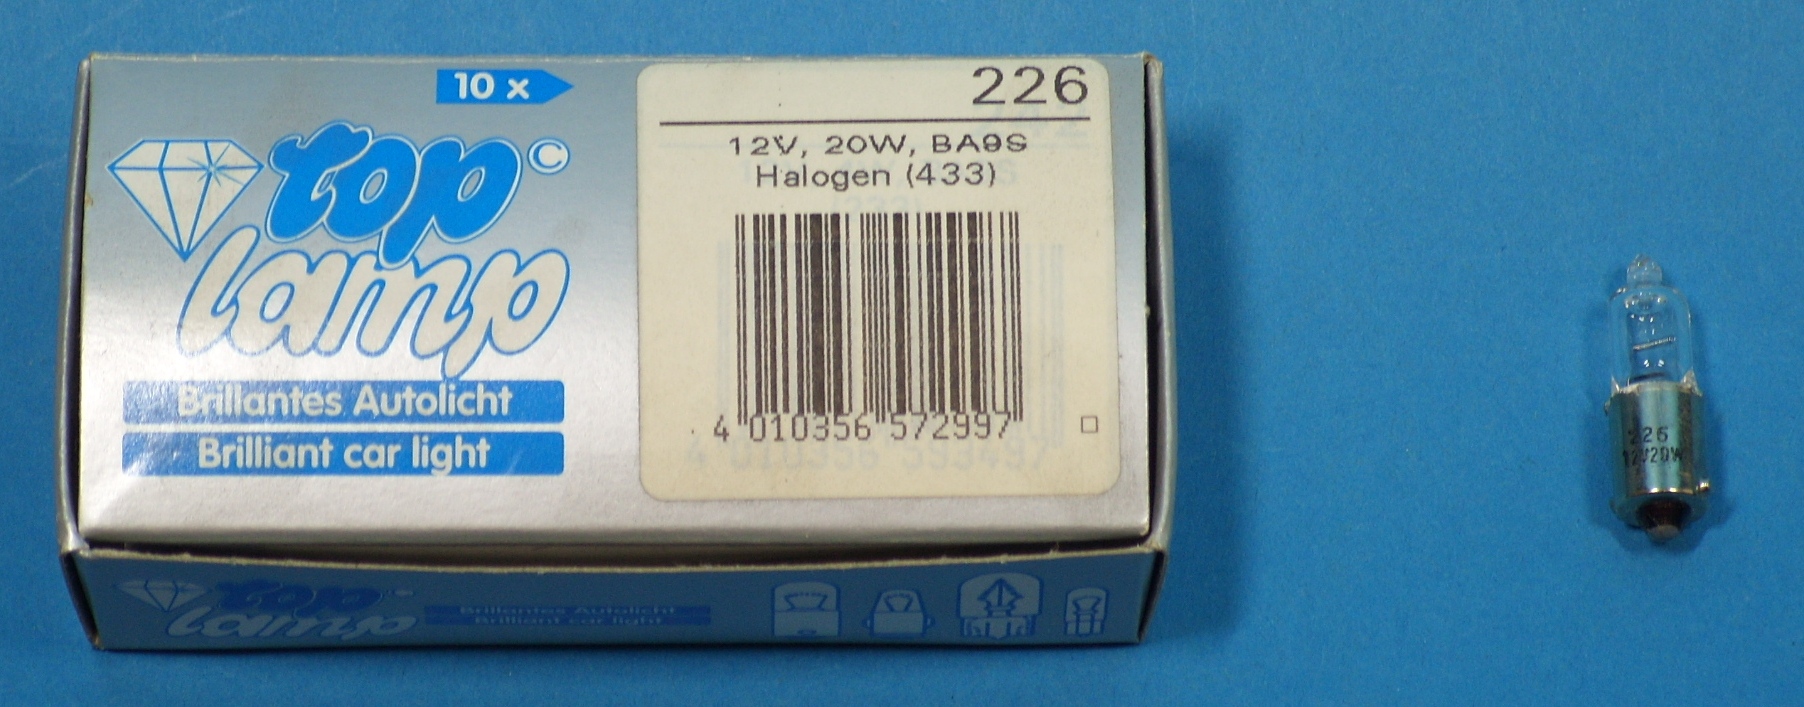 10 x
226
top©
lamp
12V, 20W, BA9S
Halogen (433)
4 010356 572997
Brillantes Autolicht
Brilliant car light
top
lamp
Brillantes Autolicht
Brilliant car light
226
12V20W